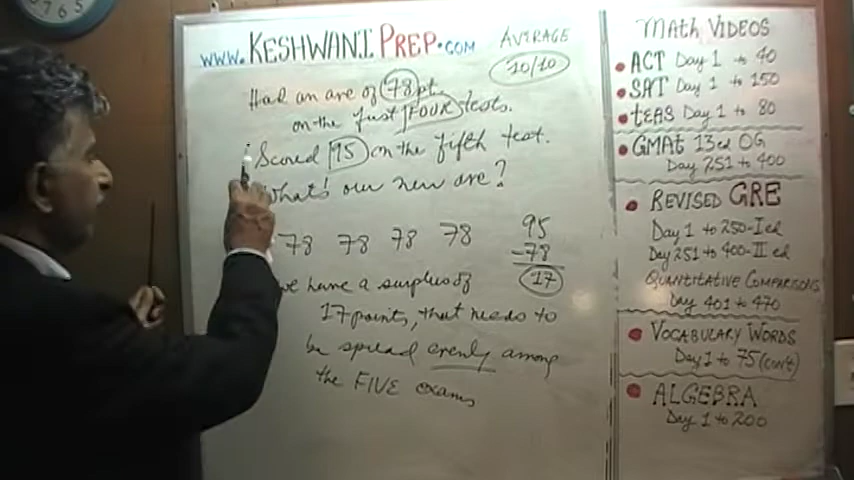 www.KESHWANI PREP.COM
AVERAGE
10/10
Had an ave of 78 pt.
on the first FOUR tests.
Scored 95 on the fifth test.
What's our new ave?
78 78 78 78
95
-78
17
we have a surplus of
17 points, that needs to
be spread evenly among
the FIVE exams
Math VIDEOS
ACT Day 1 to 40
SAT Day 1 to 150
TEAS Day 1 to 80
GMAT 13ed OG
Day 251 to 400
REVISED GRE
Day 1 to 250-I ed
Day 251 to 400-II ed
QUANTITATIVE COMPARISONS
Day 401 to 470
VOCABULARY WORDS
Day 1 to 75 (con't)
ALGEBRA
Day 1 to 200
7 6 5